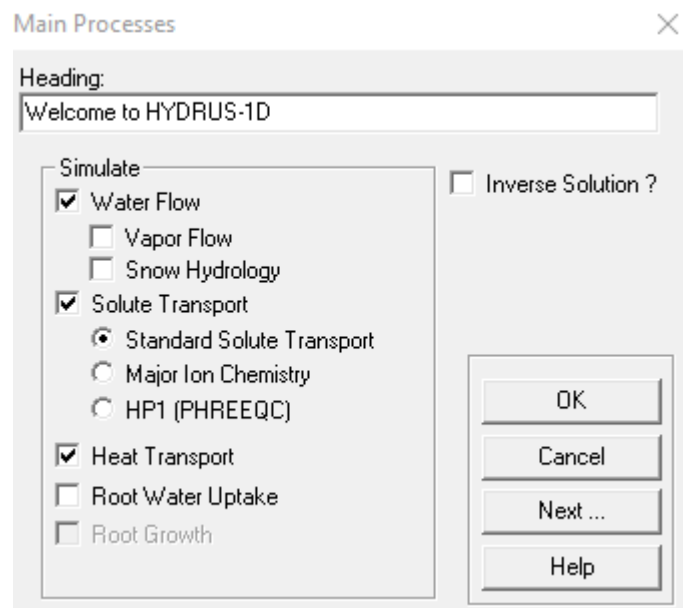 Main Processes
Heading:
Welcome to HYDRUS-1D
Simulate
Water Flow
Vapor Flow
Snow Hydrology
Solute Transport
Standard Solute Transport
Major Ion Chemistry
HP1 (PHREEQC)
Heat Transport
Root Water Uptake
Root Growth
Inverse Solution ?
OK
Cancel
Next ...
Help